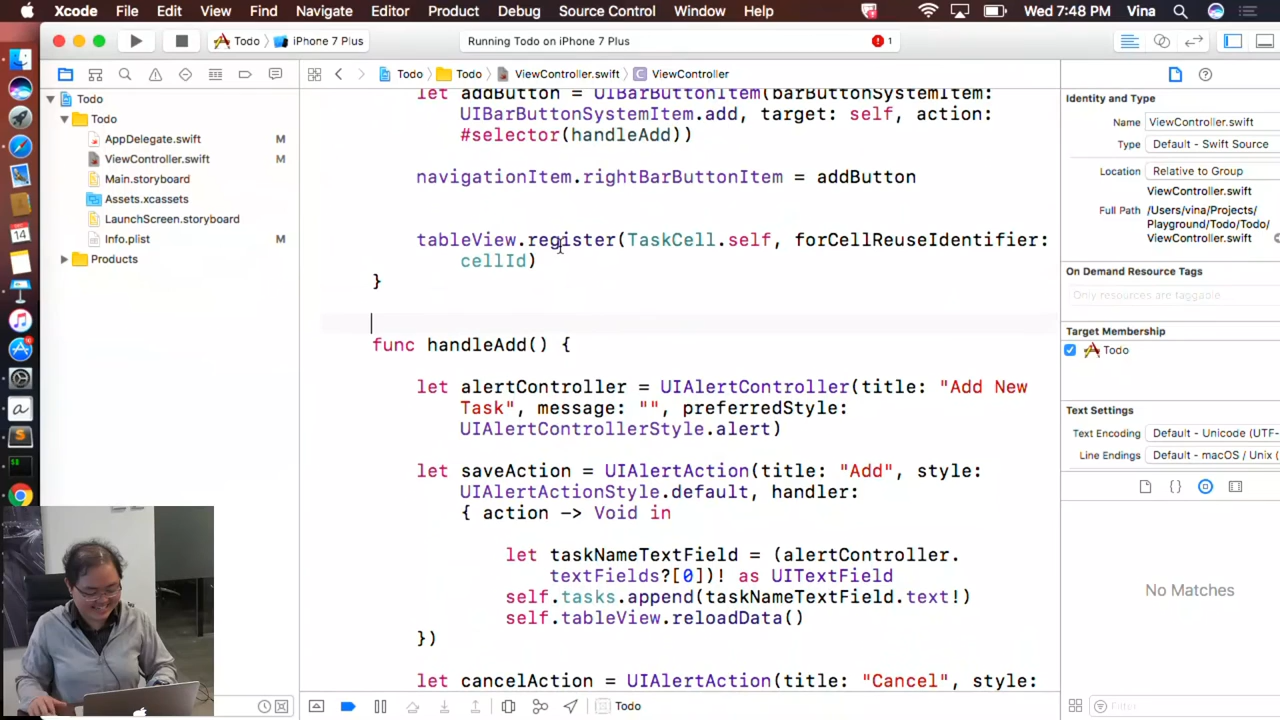 Xcode File Edit View Find Navigate Editor Product Debug Source Control Window Help Wed 7:48 PM Vina
Todo iPhone 7 Plus Running Todo on iPhone 7 Plus 1
Todo Todo ViewController.swift ViewController
Todo
Todo
AppDelegate.swift M
ViewController.swift M
Main.storyboard
Assets.xcassets
LaunchScreen.storyboard
Info.plist M
Products
let addButton = UIBarButtonItem(barButtonSystemItem:
UIBarButtonSystemItem.add, target: self, action:
#selector(handleAdd))
navigationItem.rightBarButtonItem = addButton
tableView.register(TaskCell.self, forCellReuseIdentifier:
cellId)
}
func handleAdd() {
let alertController = UIAlertController(title: "Add New
Task", message: "", preferredStyle:
UIAlertControllerStyle.alert)
let saveAction = UIAlertAction(title: "Add", style:
UIAlertActionStyle.default, handler:
{ action -> Void in
let taskNameTextField = (alertController.
textFields?[0])! as UITextField
self.tasks.append(taskNameTextField.text!)
self.tableView.reloadData()
})
let cancelAction = UIAlertAction(title: "Cancel", style:
Todo
Identity and Type
Name ViewController.swift
Type Default - Swift Source
Location Relative to Group
ViewController.swift
Full Path /Users/vina/Projects/
Playground/Todo/Todo/
ViewController.swift
On Demand Resource Tags
Only resources are taggable
Target Membership
Todo
Text Settings
Text Encoding Default - Unicode (UTF-
Line Endings Default - macOS / Unix (
{}
No Matches
Filter